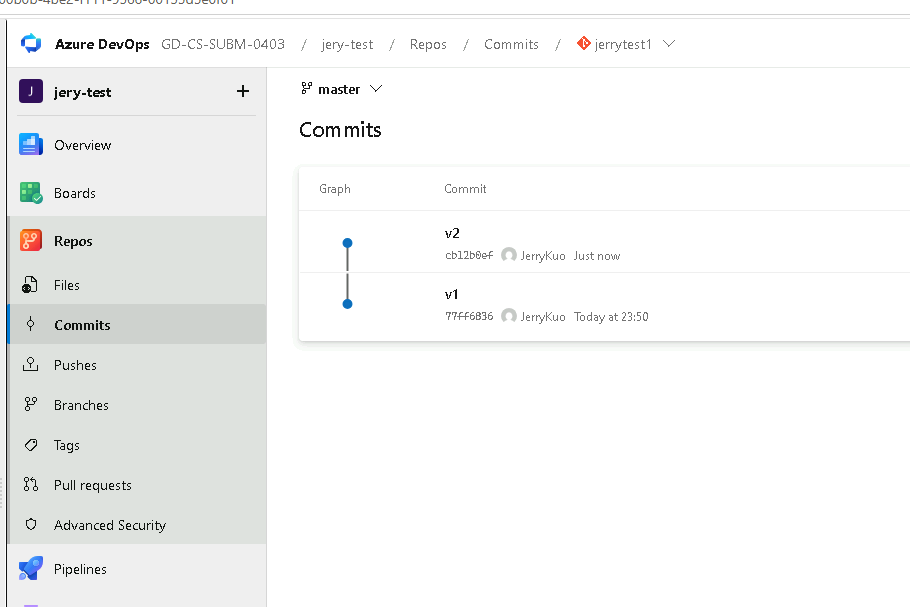 Azure DevOps GD-CS-SUBM-0403 / jery-test / Repos / Commits / jerrytest1
J jery-test +
master
Commits
Overview
Graph Commit
Boards
v2
Repos
cb12b0ef JerryKuo Just now
Files
v1
77ff6836 JerryKuo Today at 23:50
Commits
Pushes
Branches
Tags
Pull requests
Advanced Security
Pipelines